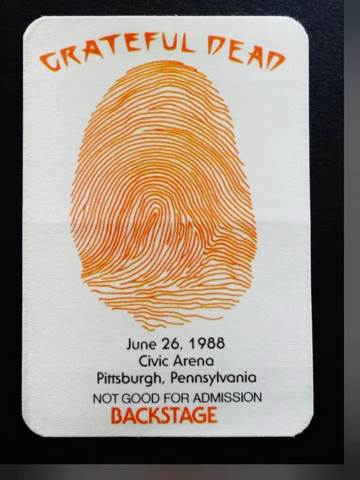 GRATEFUL DEAD
June 26, 1988
Civic Arena
Pittsburgh, Pennsylvania
NOT GOOD FOR ADMISSION
BACKSTAGE